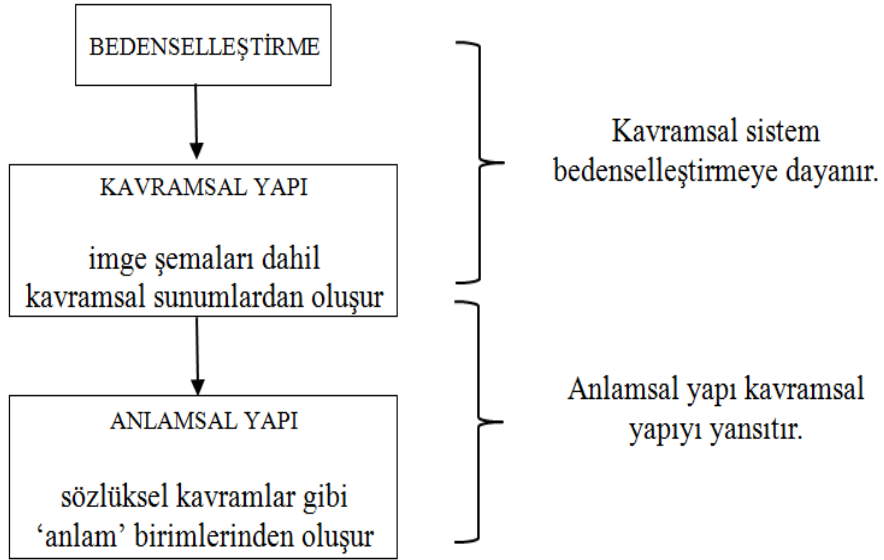 BEDENSELLEŞTİRME
KAVRAMSAL YAPI
imge şemaları dahil
kavramsal sunumlardan oluşur
ANLAMSAL YAPI
sözlüksel kavramlar gibi
‘anlam’ birimlerinden oluşur
Kavramsal sistem
bedenselleştirmeye dayanır.
Anlamsal yapı kavramsal
yapıyı yansıtır.